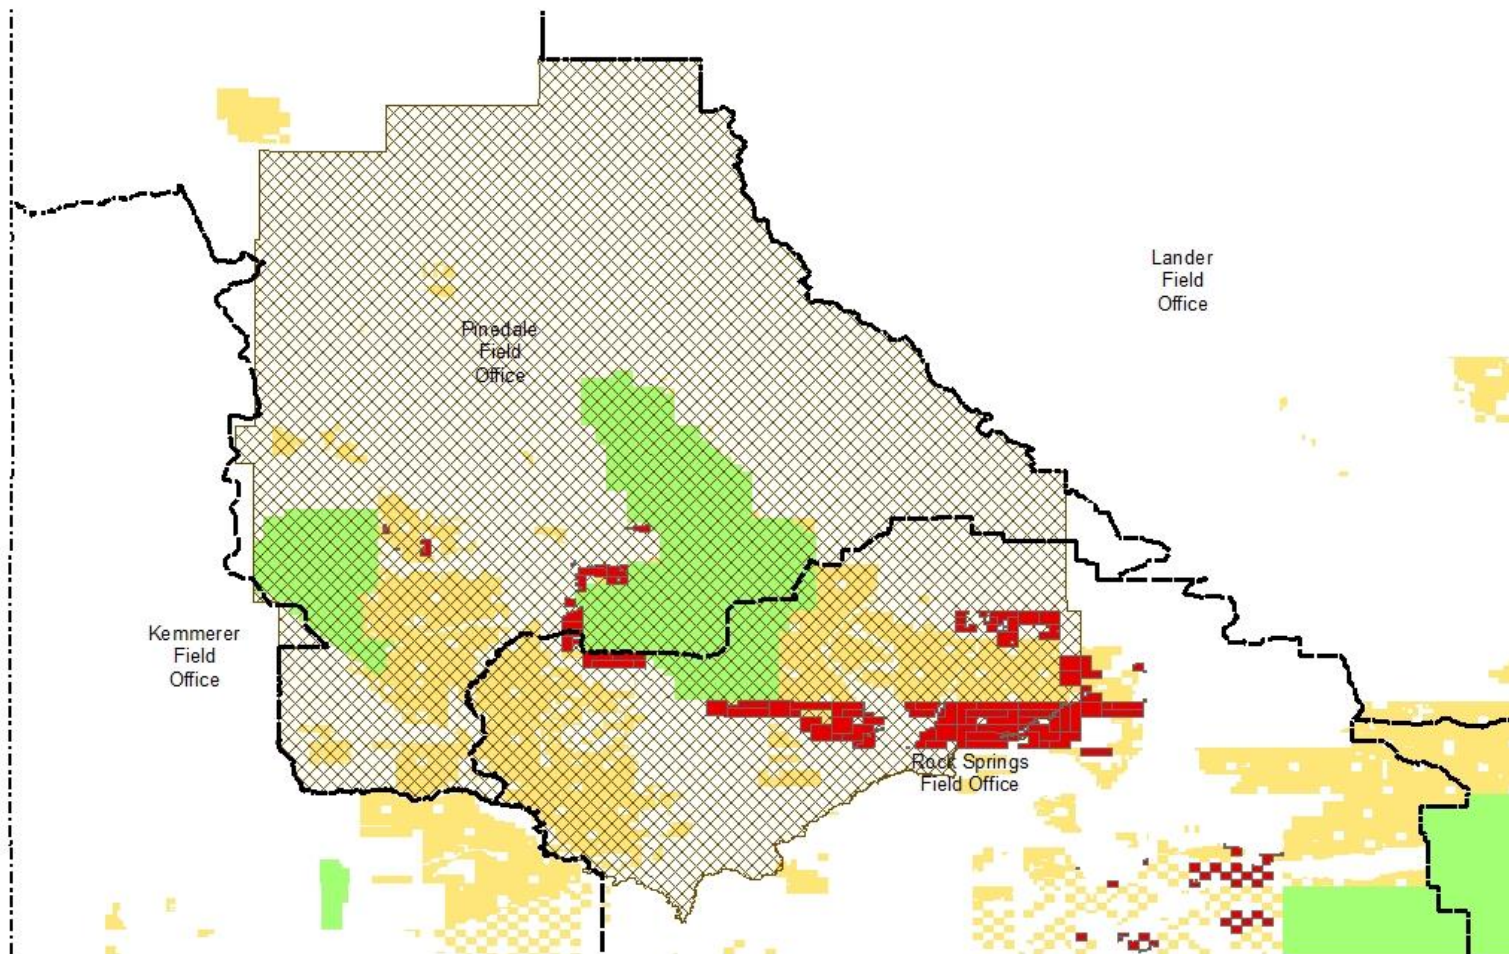 Lander
Field
Office
Pinedale
Field
Office
Kemmerer
Field
Office
Rock Springs
Field Office